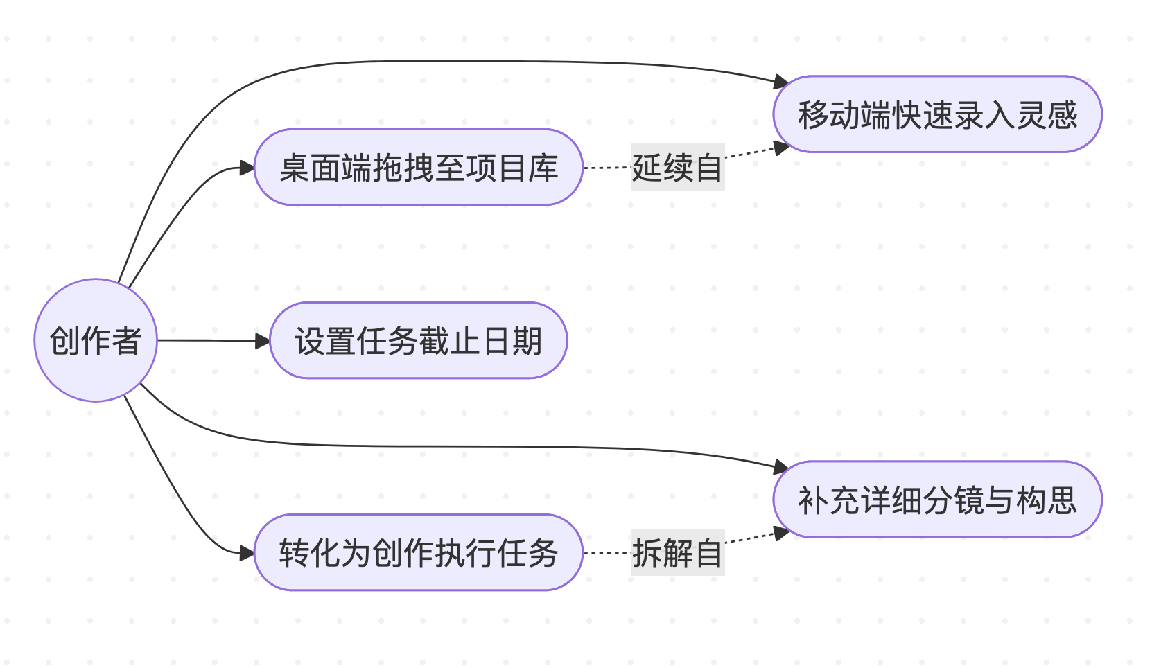 移动端快速录入灵感
桌面端拖拽至项目库
延续自
创作者
设置任务截止日期
补充详细分镜与构思
转化为创作执行任务
拆解自